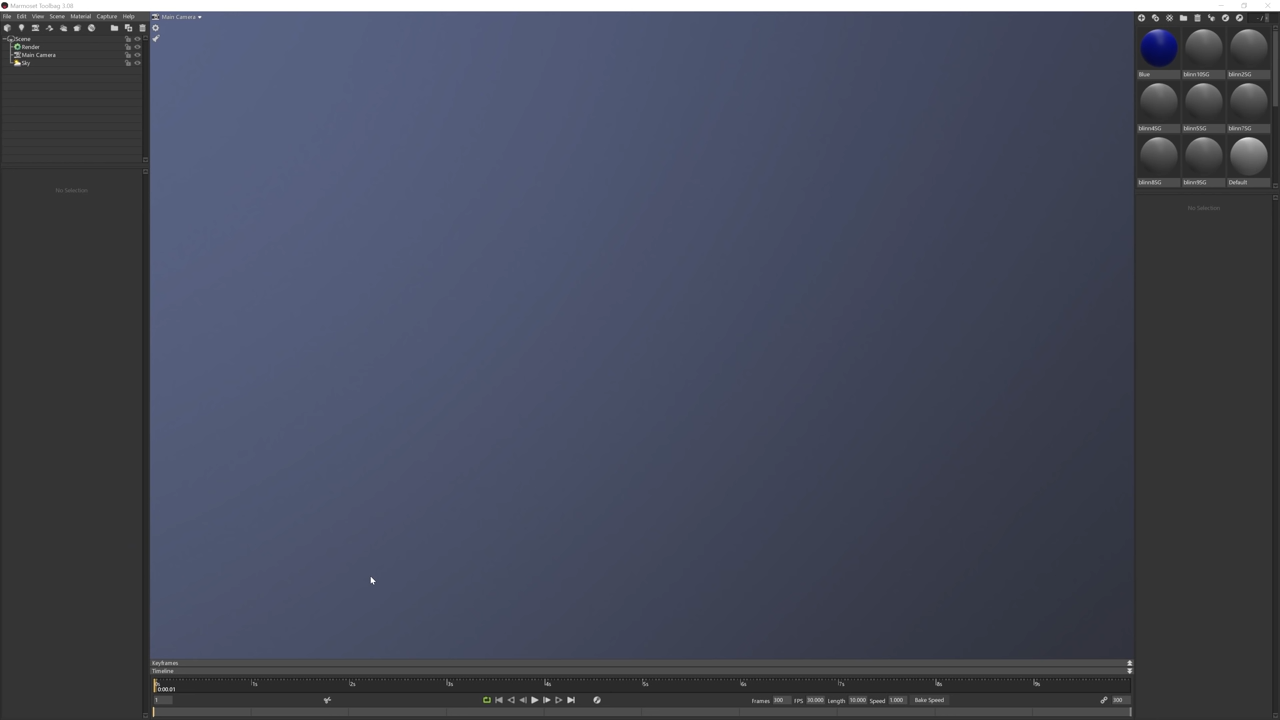 Marmoset Toolbag 3.08
File Edit View Scene Material Capture Help
Main Camera
Scene
Render
Main Camera
Sky
No Selection
Blue blinn10SG blinn2SG
blinn4SG blinn5SG blinn7SG
blinn8SG blinn9SG Default
No Selection
Keyframes
Timeline
0s 1s 2s 3s 4s 5s 6s 7s 8s 9s
0:00.01
1 Frames 300 FPS 30.000 Length 10.000 Speed 1.000 Bake Speed 300